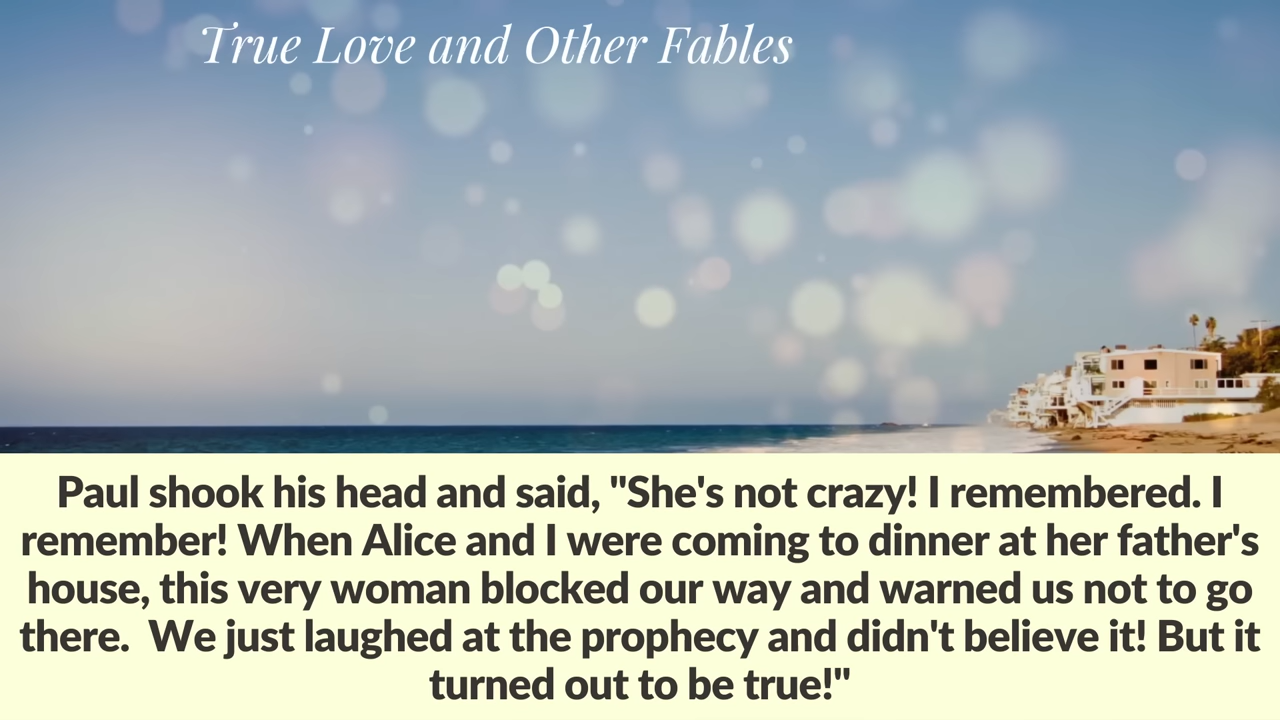 True Love and Other Fables
Paul shook his head and said, "She's not crazy! I remembered. I
remember! When Alice and I were coming to dinner at her father's
house, this very woman blocked our way and warned us not to go
there.  We just laughed at the prophecy and didn't believe it! But it
turned out to be true!"